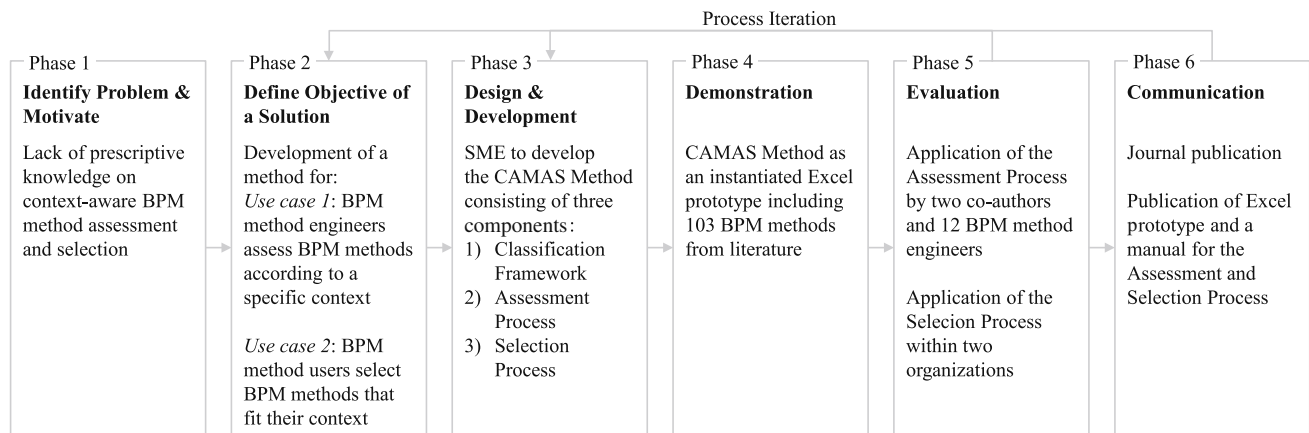 Process Iteration
Phase 1
Identify Problem &
Motivate
Lack of prescriptive
knowledge on
context-aware BPM
method assessment
and selection
Phase 2
Define Objective of
a Solution
Development of a
method for:
Use case 1: BPM
method engineers
assess BPM methods
according to a
specific context
Use case 2: BPM
method users select
BPM methods that
fit their context
Phase 3
Design &
Development
SME to develop
the CAMAS Method
consisting of three
components:
1) Classification
Framework
2) Assessment
Process
3) Selection
Process
Phase 4
Demonstration
CAMAS Method as
an instantiated Excel
prototype including
103 BPM methods
from literature
Phase 5
Evaluation
Application of the
Assessment Process
by two co-authors
and 12 BPM method
engineers
Application of the
Selecion Process
within two
organizations
Phase 6
Communication
Journal publication
Publication of Excel
prototype and a
manual for the
Assessment and
Selection Process